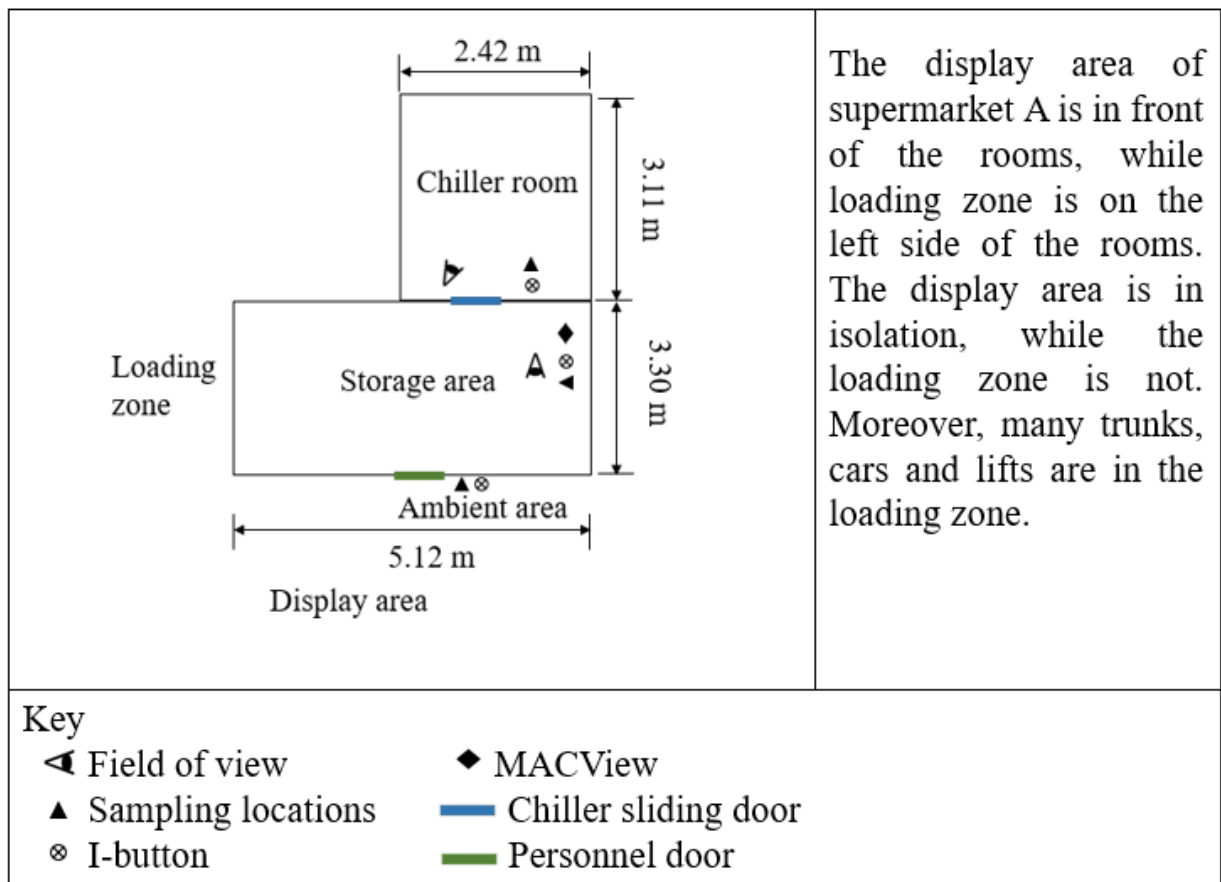 2.42 m
Chiller room
3.11 m
Loading
zone
Storage area
3.30 m
Ambient area
5.12 m
Display area
The display area of
supermarket A is in front
of the rooms, while
loading zone is on the
left side of the rooms.
The display area is in
isolation, while the
loading zone is not.
Moreover, many trunks,
cars and lifts are in the
loading zone.
Key
Field of view
MACView
Sampling locations
Chiller sliding door
I-button
Personnel door